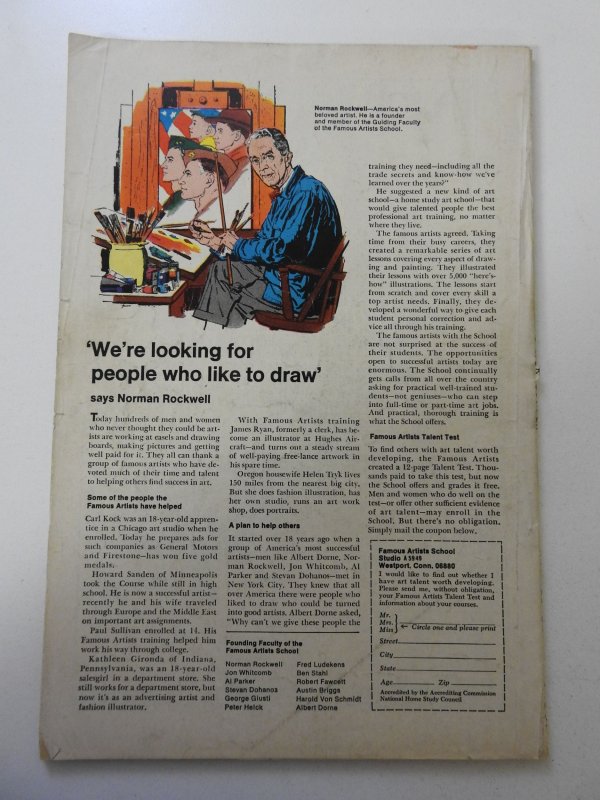 Norman Rockwell—America's most
beloved artist. He is a founder
and member of the Guiding Faculty
of the Famous Artists School.
'We're looking for
people who like to draw'
says Norman Rockwell
Today hundreds of men and women
who never thought they could be art-
ists are working at easels and drawing
boards, making pictures and getting
well paid for it. They all can thank a
group of famous artists who have de-
voted much of their time and talent
to helping others find success in art.
Some of the people the
Famous Artists have helped
Carl Kock was an 18-year-old appren-
tice in a Chicago art studio when he
enrolled. Today he prepares ads for
such companies as General Motors
and Firestone—has won five gold
medals.
Howard Sanden of Minneapolis
took the Course while still in high
school. He is now a successful artist—
recently he and his wife traveled
through Europe and the Middle East
on important art assignments.
Paul Sullivan enrolled at 14. His
Famous Artists training helped him
work his way through college.
Kathleen Gironda of Indiana,
Pennsylvania, was an 18-year-old
salesgirl in a department store. She
still works for a department store, but
now it's as an advertising artist and
fashion illustrator.
With Famous Artists training
James Ryan, formerly a clerk, has be-
come an illustrator at Hughes Air-
craft—and turns out a steady stream
of well-paying free-lance artwork in
his spare time.
Oregon housewife Helen Tryk lives
150 miles from the nearest big city.
But she does fashion illustration, has
her own studio, runs an art work
shop, does portraits.
A plan to help others
It started over 18 years ago when a
group of America's most successful
artists—men like Albert Dorne, Nor-
man Rockwell, Jon Whitcomb, Al
Parker and Stevan Dohanos—met in
New York City. They knew that all
over America there were people who
liked to draw who could be turned
into good artists. Albert Dorne asked,
"Why can't we give these people the
Founding Faculty of the
Famous Artists School
Norman Rockwell
Jon Whitcomb
Al Parker
Stevan Dohanos
George Giusti
Peter Helck
Fred Ludekens
Ben Stahl
Robert Fawcett
Austin Briggs
Harold Von Schmidt
Albert Dorne
training they need—including all the
trade secrets and know-how we've
learned over the years?"
He suggested a new kind of art
school—a home study art school—that
would give talented people the best
professional art training, no matter
where they live.
The famous artists agreed. Taking
time from their busy careers, they
created a remarkable series of art
lessons covering every aspect of draw-
ing and painting. They illustrated
their lessons with over 5,000 "here's-
how" illustrations. The lessons start
from scratch and cover every skill a
top artist needs. Finally, they de-
veloped a wonderful way to give each
student personal correction and ad-
vice all through his training.
The famous artists with the School
are not surprised at the success of
their students. The opportunities
open to successful artists today are
enormous. The School continually
gets calls from all over the country
asking for practical well-trained stu-
dents—not geniuses—who can step
into full-time or part-time art jobs.
And practical, thorough training is
what the School offers.
Famous Artists Talent Test
To find others with art talent worth
developing, the Famous Artists
created a 12-page Talent Test. Thou-
sands paid to take this test, but now
the School offers and grades it free.
Men and women who do well on the
test—or offer other sufficient evidence
of art talent—may enroll in the
School. But there's no obligation.
Simply mail the coupon below.
Famous Artists School
Studio A5945
Westport, Conn. 06880
I would like to find out whether I
have art talent worth developing.
Please send me, without obligation,
your Famous Artists Talent Test and
information about your courses.
Mr.
Mrs. ← Circle one and please print
Miss
Street
City
State
Age Zip
Accredited by the Accrediting Commission
National Home Study Council